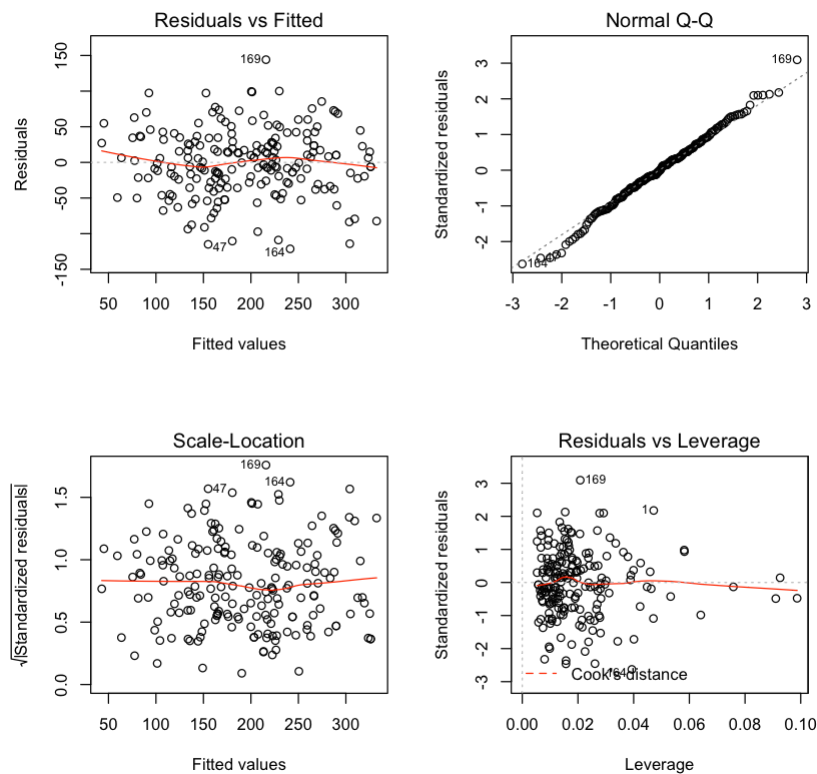 Residuals vs Fitted
Residuals
150
50
0
-50
-150
169
47
164
50 100 150 200 250 300
Fitted values
Normal Q-Q
Standardized residuals
3
2
1
0
-1
-2
169
164
-3 -2 -1 0 1 2 3
Theoretical Quantiles
Scale-Location
√|Standardized residuals|
1.5
1.0
0.5
0.0
169
47
164
50 100 150 200 250 300
Fitted values
Residuals vs Leverage
Standardized residuals
3
2
1
0
-1
-2
-3
169
1
164
Cook's distance
0.00 0.02 0.04 0.06 0.08 0.10
Leverage